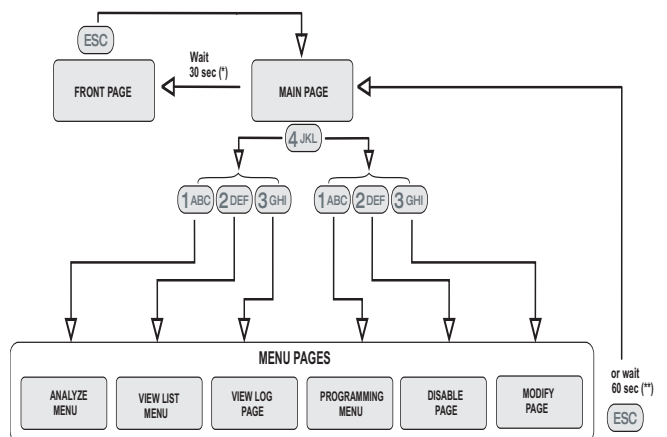 ESC
Wait
30 sec (*)
FRONT PAGE
MAIN PAGE
4 JKL
1 ABC 2 DEF 3 GHI 1 ABC 2 DEF 3 GHI
MENU PAGES
ANALYZE
MENU
VIEW LIST
MENU
VIEW LOG
PAGE
PROGRAMMING
MENU
DISABLE
PAGE
MODIFY
PAGE
or wait
60 sec (**)
ESC